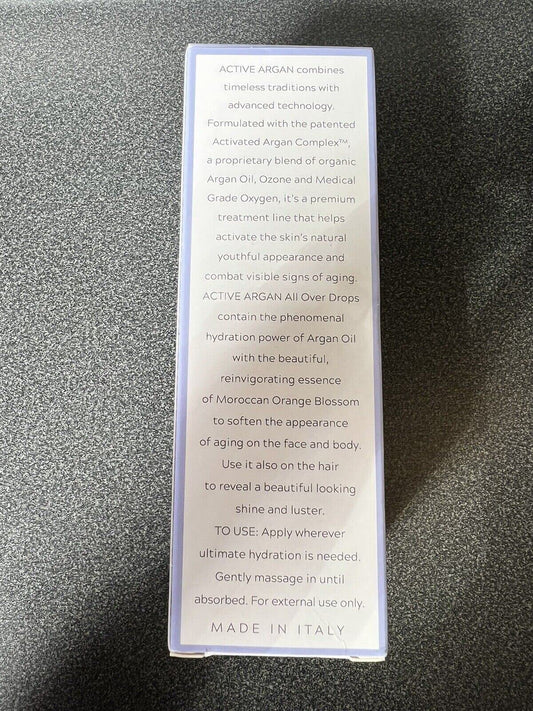 ACTIVE ARGAN combines
timeless traditions with
advanced technology.
Formulated with the patented
Activated Argan Complex™,
a proprietary blend of organic
Argan Oil, Ozone and Medical
Grade Oxygen, it's a premium
treatment line that helps
activate the skin's natural
youthful appearance and
combat visible signs of aging.
ACTIVE ARGAN All Over Drops
contain the phenomenal
hydration power of Argan Oil
with the beautiful,
reinvigorating essence
of Moroccan Orange Blossom
to soften the appearance
of aging on the face and body.
Use it also on the hair
to reveal a beautiful looking
shine and luster.
TO USE: Apply wherever
ultimate hydration is needed.
Gently massage in until
absorbed. For external use only.
MADE IN ITALY